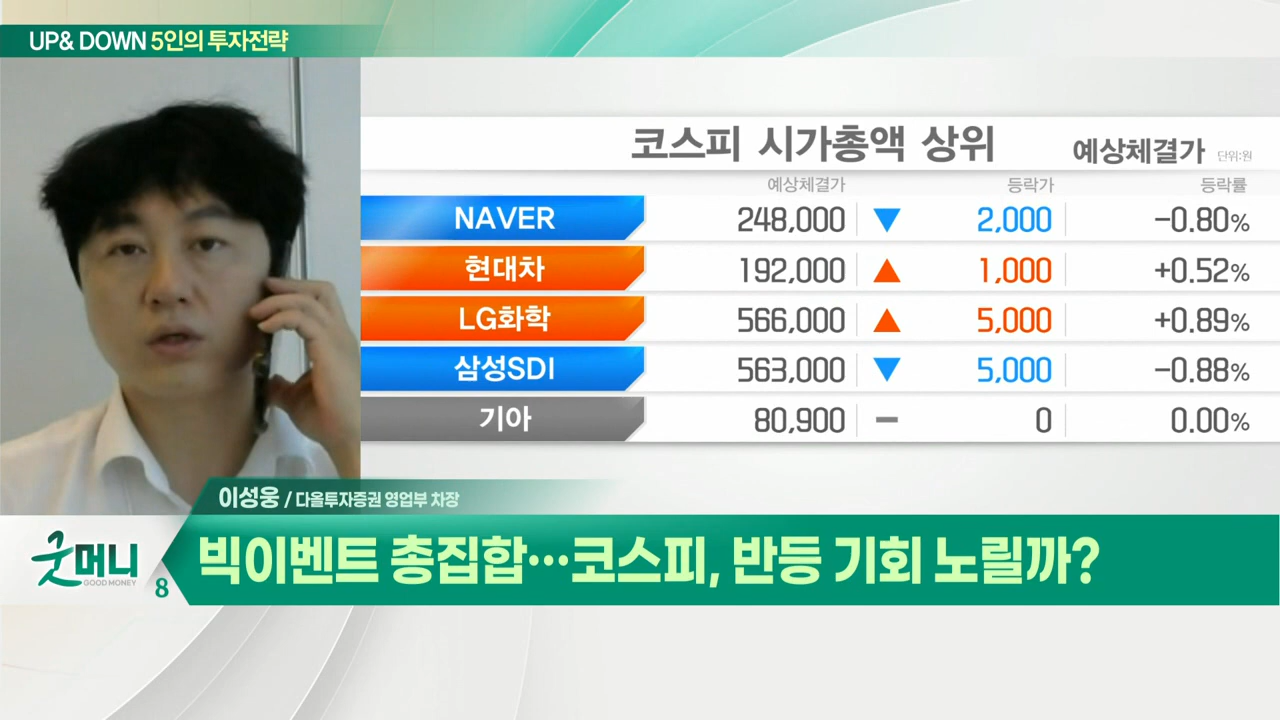 UP& DOWN 5인의 투자전략
코스피 시가총액 상위 예상체결가 단위:원
예상체결가 등락가 등락률
NAVER 248,000 ▼ 2,000 -0.80%
현대차 192,000 ▲ 1,000 +0.52%
LG화학 566,000 ▲ 5,000 +0.89%
삼성SDI 563,000 ▼ 5,000 -0.88%
기아 80,900 – 0 0.00%
이성웅 / 다올투자증권 영업부 차장
굿머니
GOOD MONEY
8
빅이벤트 총집합…코스피, 반등 기회 노릴까?